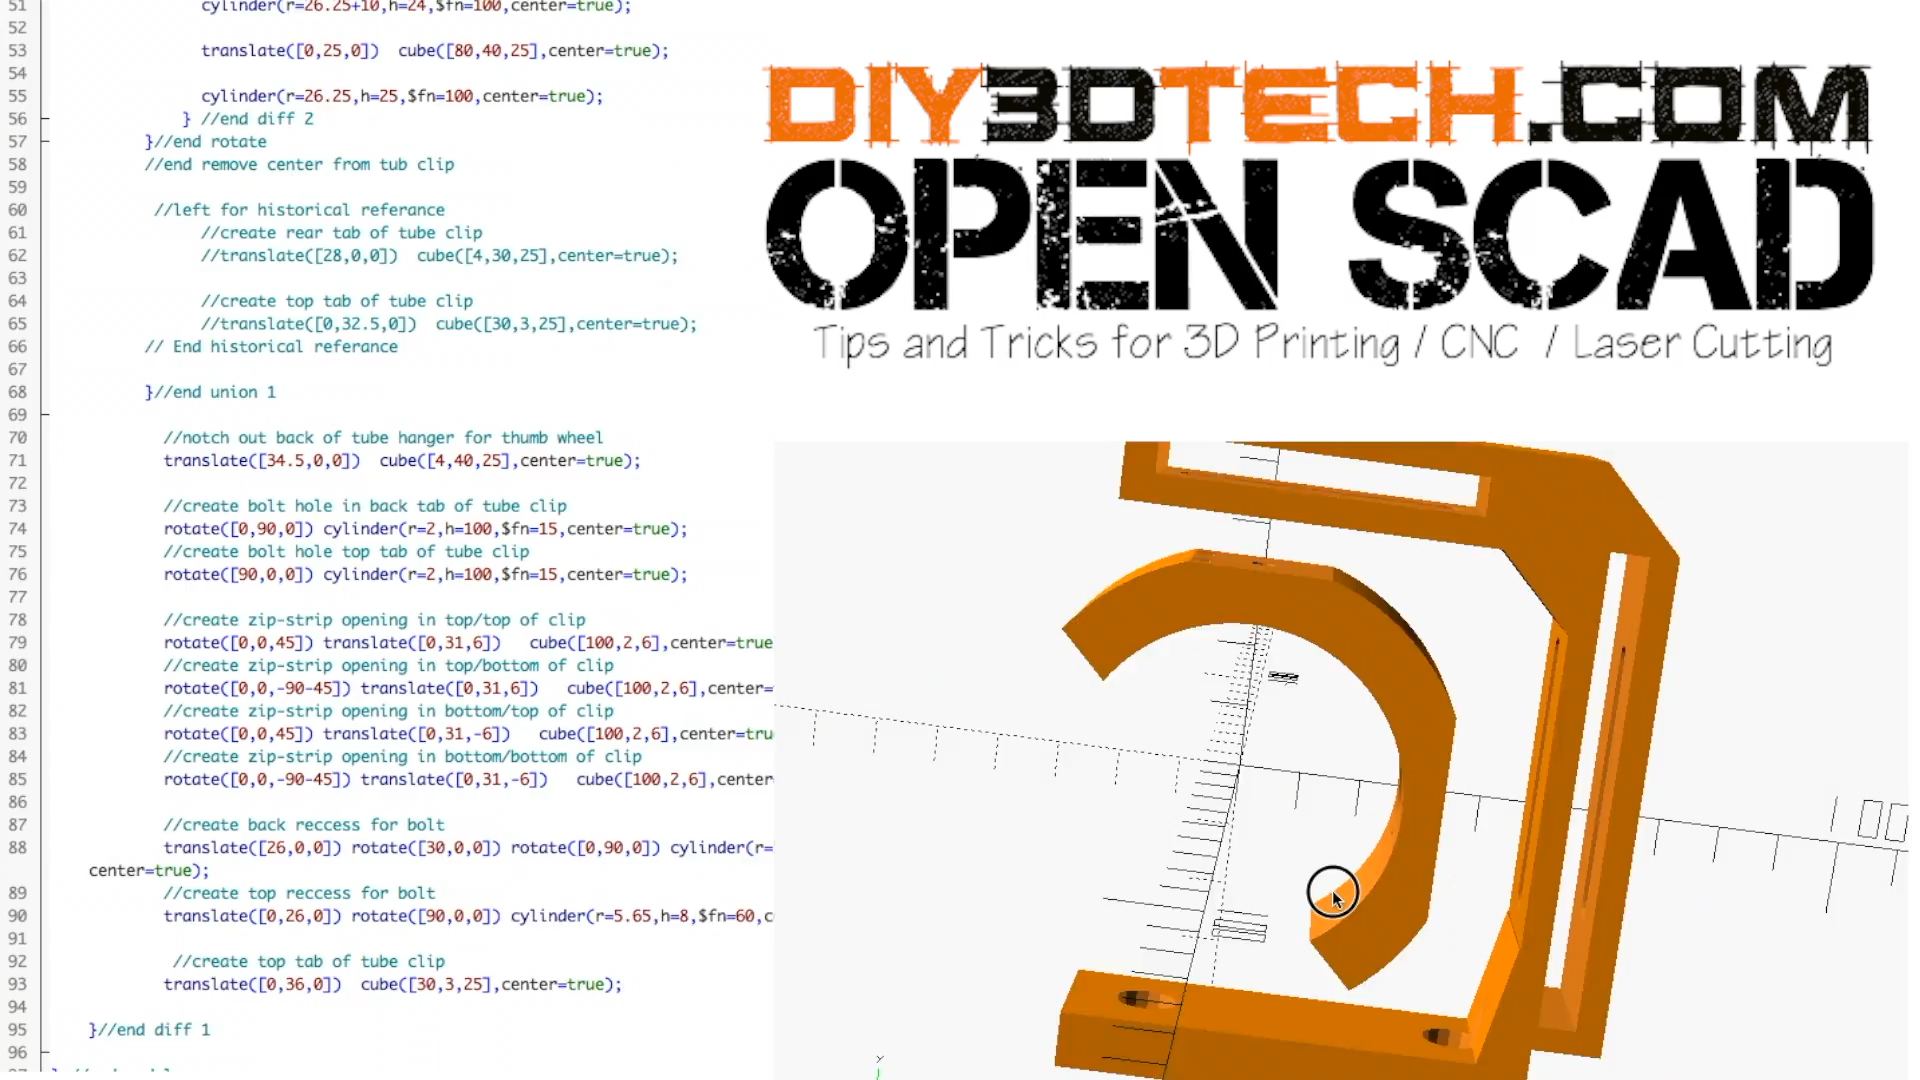 51 cylinder(r=26.25+10,h=24,$fn=100,center=true);
52
53 translate([0,25,0]) cube([80,40,25],center=true);
54
55 cylinder(r=26.25,h=25,$fn=100,center=true);
56 } //end diff 2
57 }//end rotate
58 //end remove center from tub clip
59
60 //left for historical referance
61 //create rear tab of tube clip
62 //translate([28,0,0]) cube([4,30,25],center=true);
63
64 //create top tab of tube clip
65 //translate([0,32.5,0]) cube([30,3,25],center=true);
66 // End historical referance
67
68 }//end union 1
69
70 //notch out back of tube hanger for thumb wheel
71 translate([34.5,0,0]) cube([4,40,25],center=true);
72
73 //create bolt hole in back tab of tube clip
74 rotate([0,90,0]) cylinder(r=2,h=100,$fn=15,center=true);
75 //create bolt hole top tab of tube clip
76 rotate([90,0,0]) cylinder(r=2,h=100,$fn=15,center=true);
77
78 //create zip-strip opening in top/top of clip
79 rotate([0,0,45]) translate([0,31,6]) cube([100,2,6],center=true
80 //create zip-strip opening in top/bottom of clip
81 rotate([0,0,-90-45]) translate([0,31,6]) cube([100,2,6],center=
82 //create zip-strip opening in bottom/top of clip
83 rotate([0,0,45]) translate([0,31,-6]) cube([100,2,6],center=tru
84 //create zip-strip opening in bottom/bottom of clip
85 rotate([0,0,-90-45]) translate([0,31,-6]) cube([100,2,6],center
86
87 //create back reccess for bolt
88 translate([26,0,0]) rotate([30,0,0]) rotate([0,90,0]) cylinder(r=
center=true);
89 //create top reccess for bolt
90 translate([0,26,0]) rotate([90,0,0]) cylinder(r=5.65,h=8,$fn=60,c
91
92 //create top tab of tube clip
93 translate([0,36,0]) cube([30,3,25],center=true);
94
95 }//end diff 1
96
DIY3DTECH.COM
OPEN SCAD
Tips and Tricks for 3D Printing / CNC / Laser Cutting
y